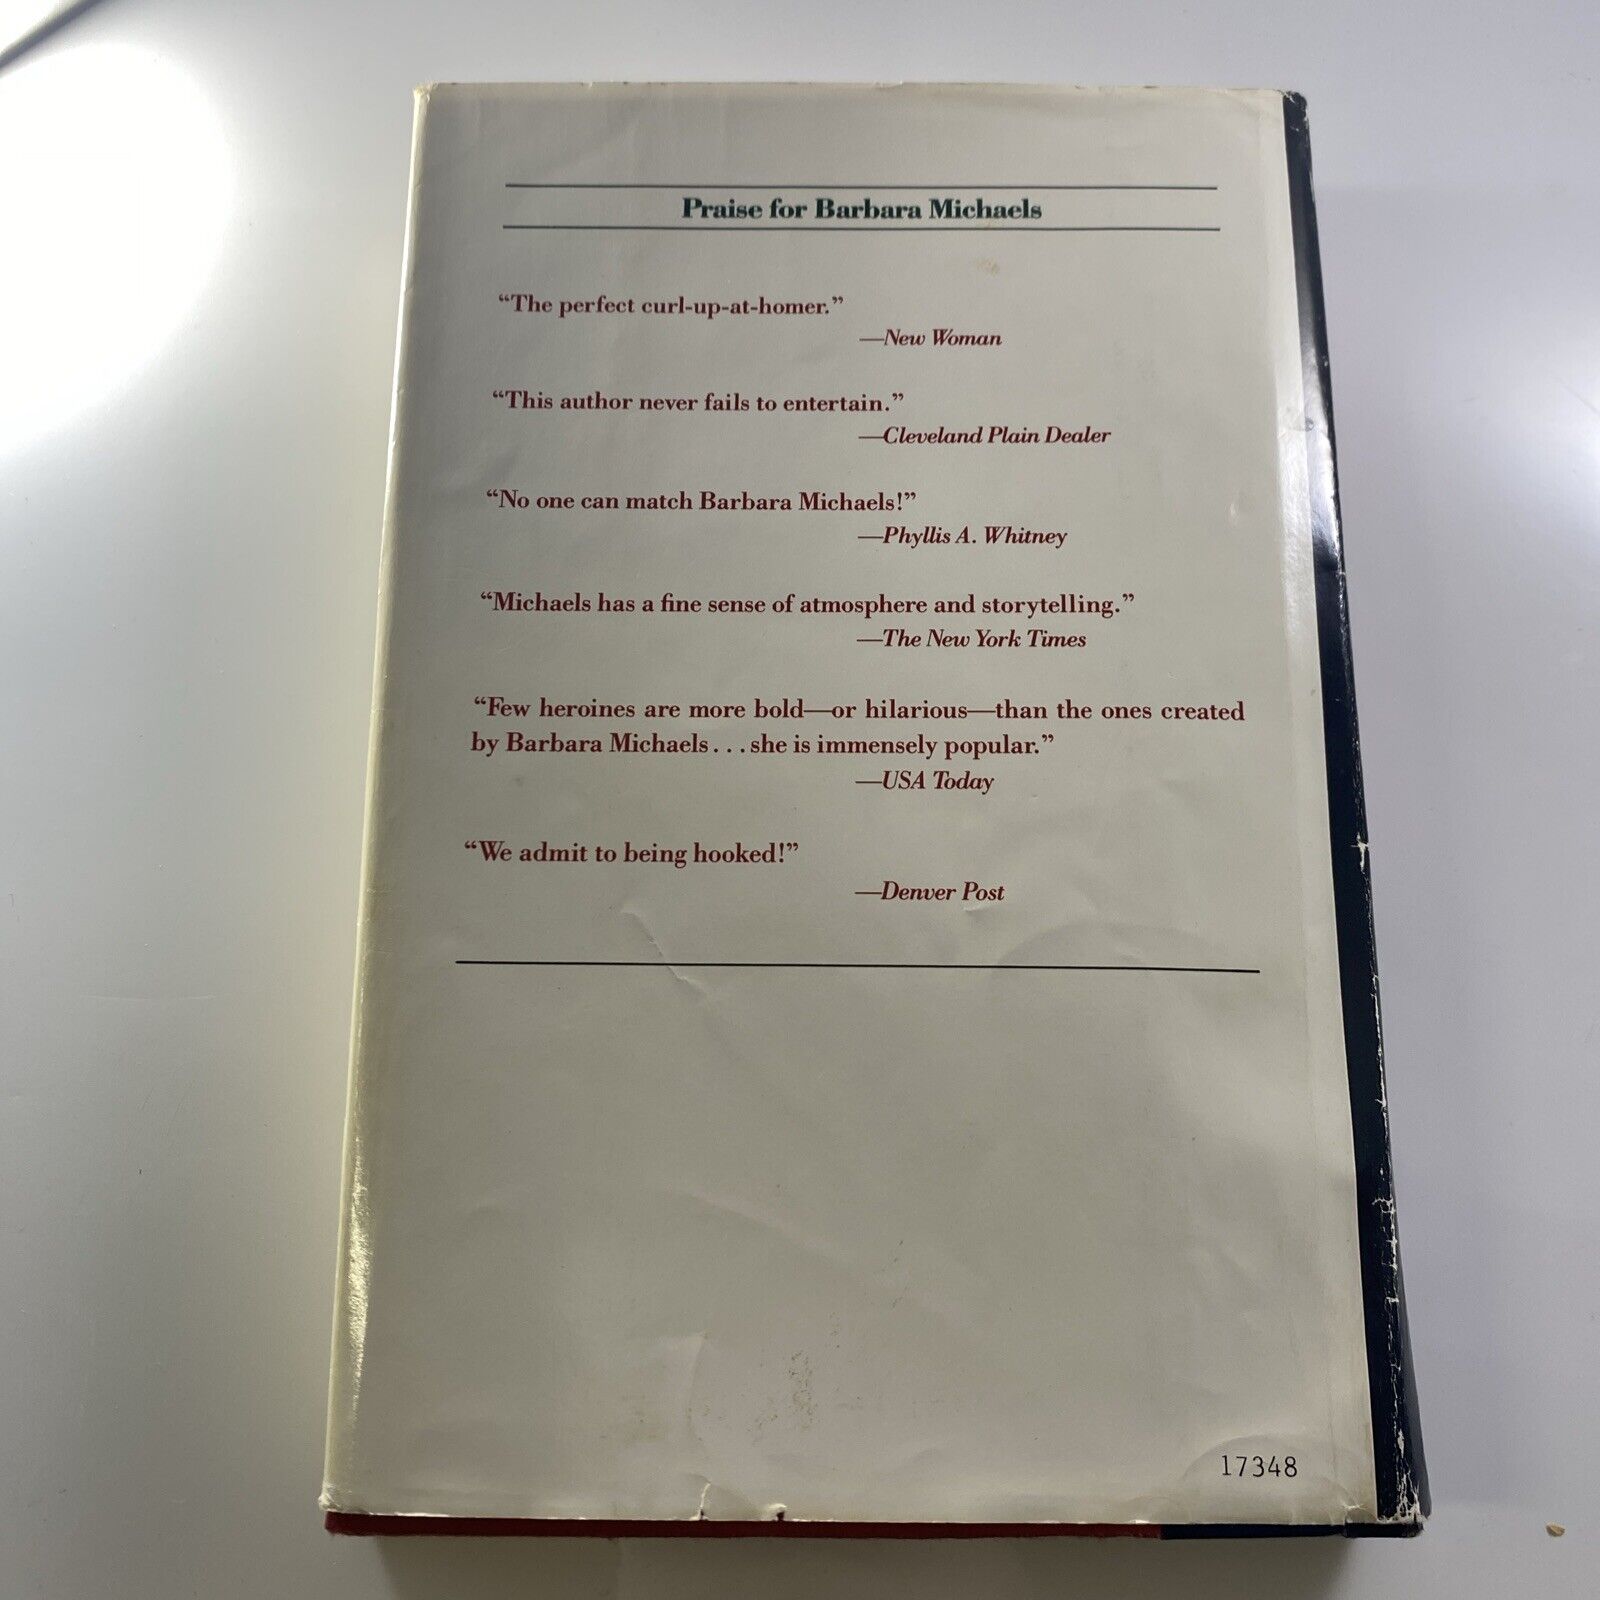 Praise for Barbara Michaels
“The perfect curl-up-at-homer.”
—New Woman
“This author never fails to entertain.”
—Cleveland Plain Dealer
“No one can match Barbara Michaels!”
—Phyllis A. Whitney
“Michaels has a fine sense of atmosphere and storytelling.”
—The New York Times
“Few heroines are more bold—or hilarious—than the ones created
by Barbara Michaels . . . she is immensely popular.”
—USA Today
“We admit to being hooked!”
—Denver Post
17348